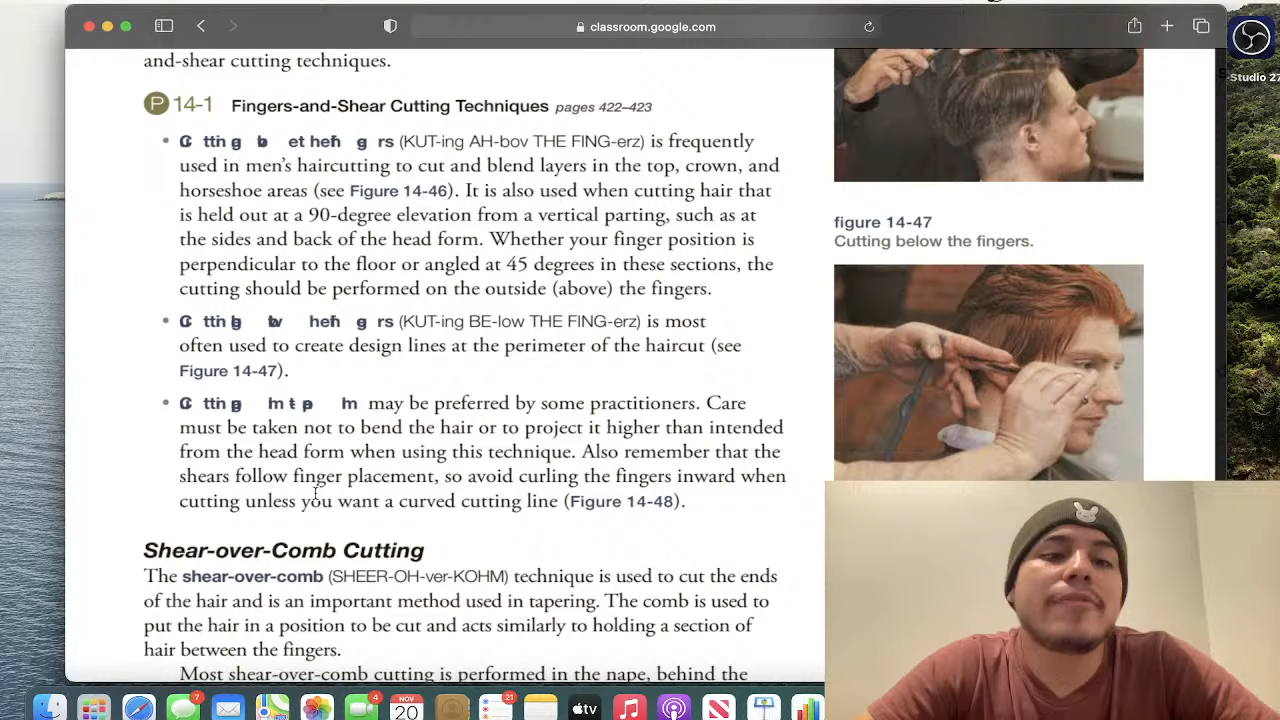 classroom.google.com
-Studio 27
and-shear cutting techniques.
P 14-1 Fingers-and-Shear Cutting Techniques pages 422–423
(KUT-ing AH-bov THE FING-erz) is frequently
used in men's haircutting to cut and blend layers in the top, crown, and
horseshoe areas (see Figure 14-46). It is also used when cutting hair that
is held out at a 90-degree elevation from a vertical parting, such as at
the sides and back of the head form. Whether your finger position is
perpendicular to the floor or angled at 45 degrees in these sections, the
cutting should be performed on the outside (above) the fingers.
(KUT-ing BE-low THE FING-erz) is most
often used to create design lines at the perimeter of the haircut (see
Figure 14-47).
may be preferred by some practitioners. Care
must be taken not to bend the hair or to project it higher than intended
from the head form when using this technique. Also remember that the
shears follow finger placement, so avoid curling the fingers inward when
cutting unless you want a curved cutting line (Figure 14-48).
Shear-over-Comb Cutting
The shear-over-comb (SHEER-OH-ver-KOHM) technique is used to cut the ends
of the hair and is an important method used in tapering. The comb is used to
put the hair in a position to be cut and acts similarly to holding a section of
hair between the fingers.
Most shear-over-comb cutting is performed in the nape, behind the
figure 14-47
Cutting below the fingers.
7
4
NOV
20
21
tv